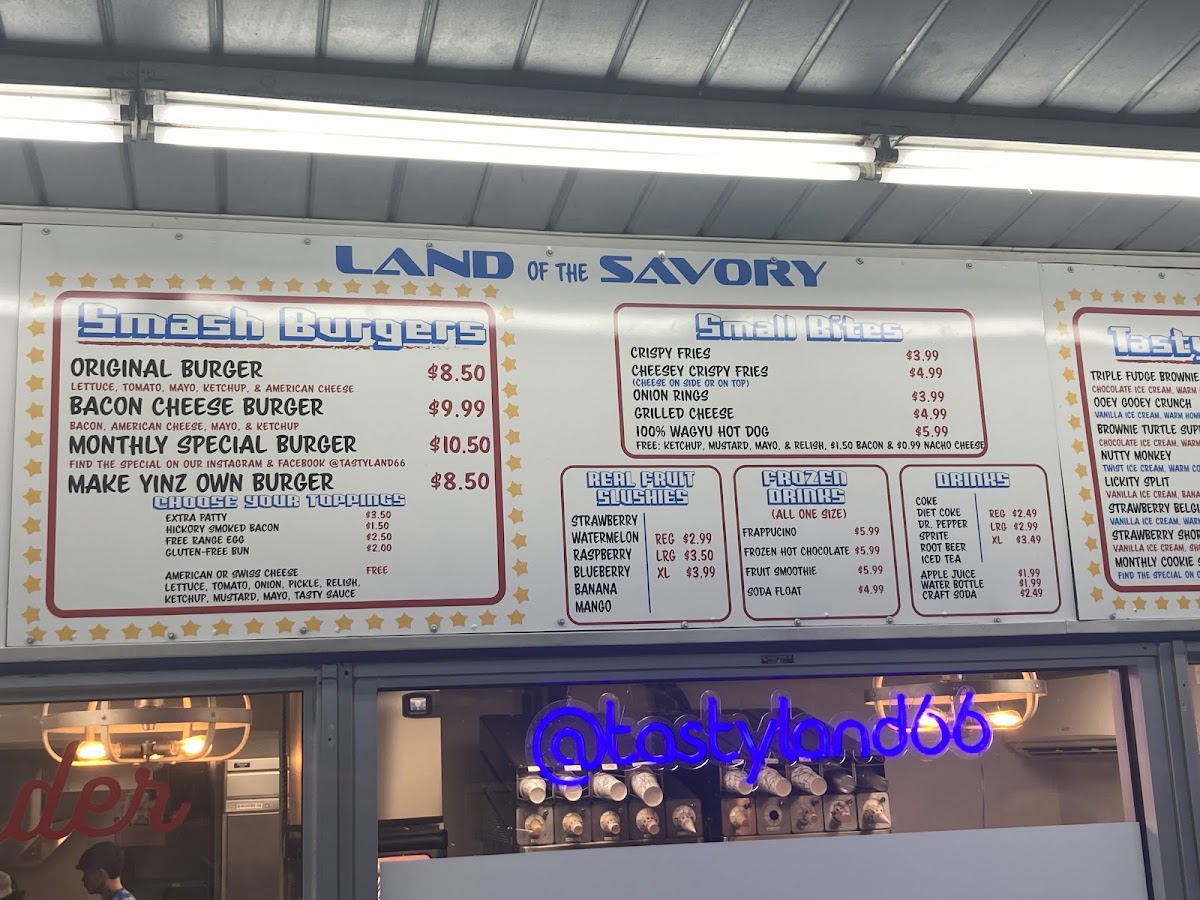 LAND OF THE SAVORY
Smash Burgers
ORIGINAL BURGER $8.50
LETTUCE, TOMATO, MAYO, KETCHUP, & AMERICAN CHEESE
BACON CHEESE BURGER $9.99
BACON, AMERICAN CHEESE, MAYO, & KETCHUP
MONTHLY SPECIAL BURGER $10.50
FIND THE SPECIAL ON OUR INSTAGRAM & FACEBOOK @TASTYLAND66
MAKE YINZ OWN BURGER $8.50
CHOOSE YOUR TOPPINGS
EXTRA PATTY $3.50
HICKORY SMOKED BACON $1.50
FREE RANGE EGG $2.50
GLUTEN-FREE BUN $2.00
AMERICAN OR SWISS CHEESE FREE
LETTUCE, TOMATO, ONION, PICKLE, RELISH,
KETCHUP, MUSTARD, MAYO, TASTY SAUCE
Small Bites
CRISPY FRIES $3.99
CHEESEY CRISPY FRIES $4.99
(CHEESE ON SIDE OR ON TOP)
ONION RINGS $3.99
GRILLED CHEESE $4.99
100% WAGYU HOT DOG $5.99
FREE: KETCHUP, MUSTARD, MAYO, & RELISH, $1.50 BACON & $0.99 NACHO CHEESE
REAL FRUIT
SLUSHIES
STRAWBERRY
WATERMELON
RASPBERRY
BLUEBERRY
BANANA
MANGO
REG $2.99
LRG $3.50
XL $3.99
FROZEN
DRINKS
(ALL ONE SIZE)
FRAPPUCINO $5.99
FROZEN HOT CHOCOLATE $5.99
FRUIT SMOOTHIE $5.99
SODA FLOAT $4.99
DRINKS
COKE
DIET COKE
DR. PEPPER
SPRITE
ROOT BEER
ICED TEA
REG $2.49
LRG $2.99
XL $3.49
APPLE JUICE $1.99
WATER BOTTLE $1.99
CRAFT SODA $2.49
Tasty
TRIPLE FUDGE BROWNIE
CHOCOLATE ICE CREAM, WARM
OOEY GOOEY CRUNCH
VANILLA ICE CREAM, WARM
BROWNIE TURTLE
CHOCOLATE ICE CREAM, WARM
NUTTY MONKEY
TWIST ICE CREAM, WARM
LICKITY SPLIT
VANILLA ICE CREAM,
STRAWBERRY
VANILLA ICE CREAM,
STRAWBERRY
VANILLA ICE CREAM,
MONTHLY COOKIE
FIND THE SPECIAL ON
@tastyland66
der